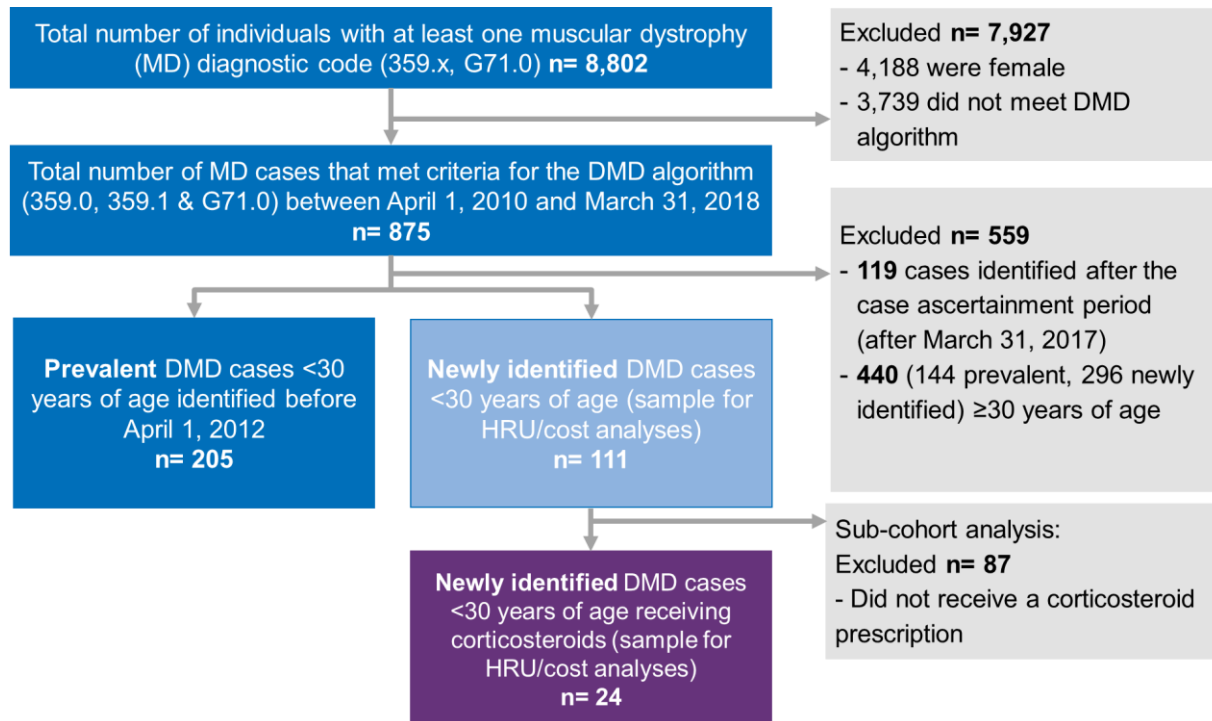 Total number of individuals with at least one muscular dystrophy
(MD) diagnostic code (359.x, G71.0) n= 8,802
Excluded n= 7,927
- 4,188 were female
- 3,739 did not meet DMD
algorithm
Total number of MD cases that met criteria for the DMD algorithm
(359.0, 359.1 & G71.0) between April 1, 2010 and March 31, 2018
n= 875
Excluded n= 559
- 119 cases identified after the
case ascertainment period
(after March 31, 2017)
- 440 (144 prevalent, 296 newly
identified) ≥30 years of age
Prevalent DMD cases <30
years of age identified before
April 1, 2012
n= 205
Newly identified DMD cases
<30 years of age (sample for
HRU/cost analyses)
n= 111
Sub-cohort analysis:
Excluded n= 87
- Did not receive a corticosteroid
prescription
Newly identified DMD cases
<30 years of age receiving
corticosteroids (sample for
HRU/cost analyses)
n= 24